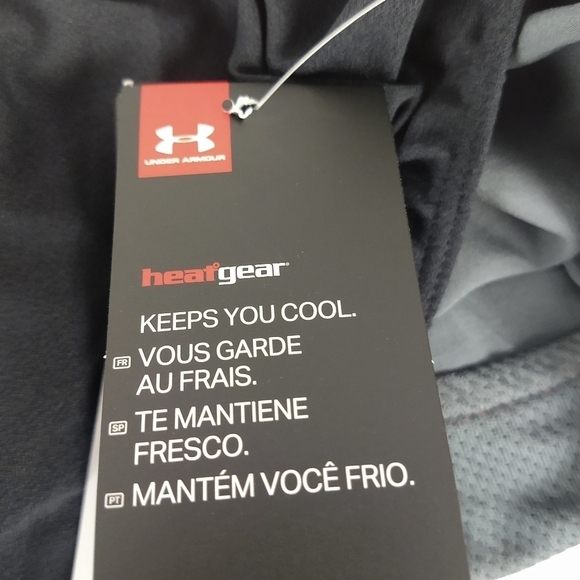 UNDER ARMOUR
heatgear
KEEPS YOU COOL.
FR VOUS GARDE
AU FRAIS.
SP TE MANTIENE
FRESCO.
PT MANTÉM VOCÊ FRIO.